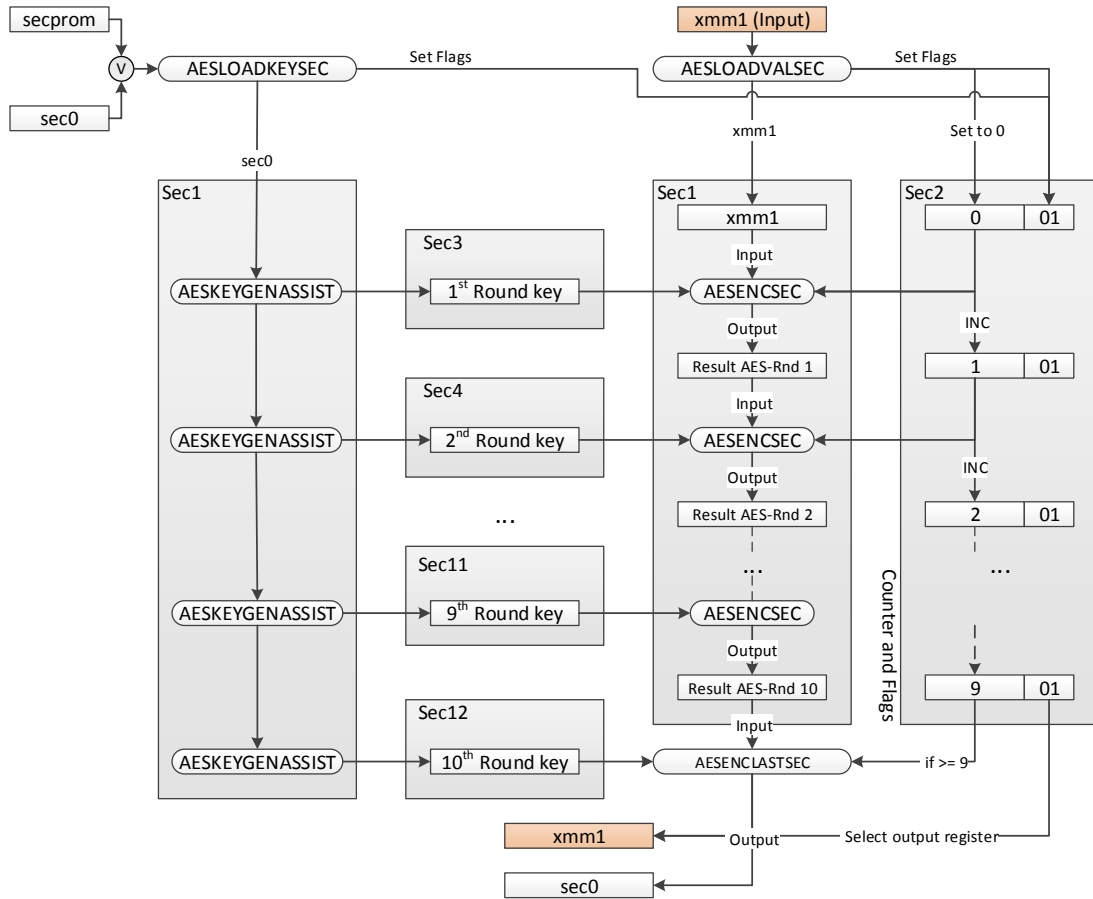 secprom
xmm1 (Input)
V
AESLOADKEYSEC
Set Flags
AESLOADVALSEC
Set Flags
sec0
sec0
xmm1
Set to 0
Sec1
Sec1
Sec2
xmm1
0
01
Sec3
Input
AESKEYGENASSIST
1st Round key
AESENCSEC
INC
Output
Result AES-Rnd 1
1
01
Sec4
Input
AESKEYGENASSIST
2nd Round key
AESENCSEC
INC
Output
...
Result AES-Rnd 2
2
01
Sec11
...
...
AESKEYGENASSIST
9th Round key
AESENCSEC
Counter and Flags
Output
Result AES-Rnd 10
9
01
Sec12
Input
AESKEYGENASSIST
10th Round key
AESENCLASTSEC
if >= 9
xmm1
Output
Select output register
sec0